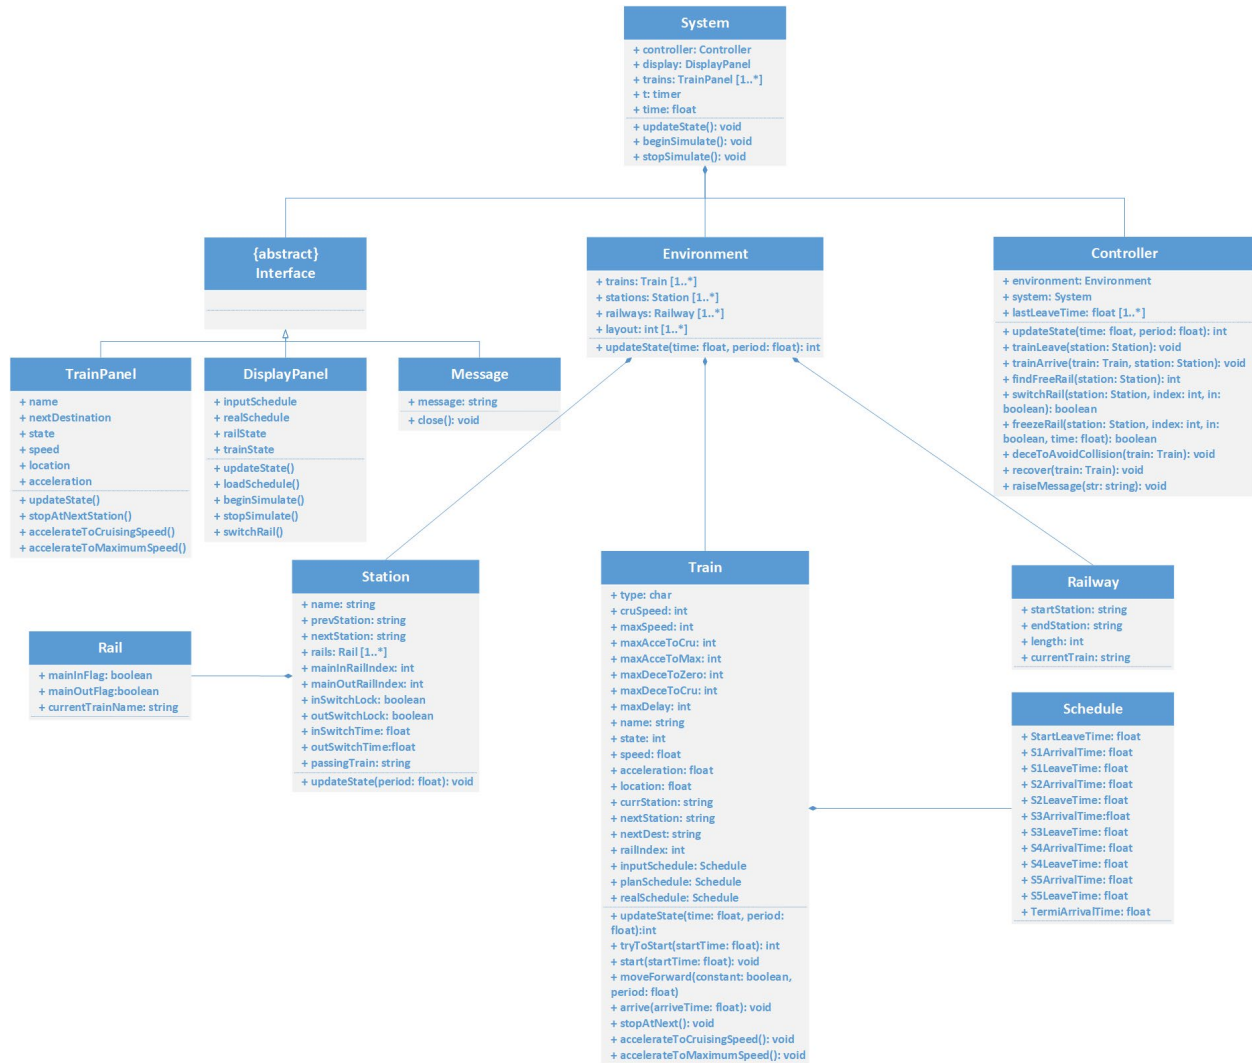 System
+ controller: Controller
+ display: DisplayPanel
+ trains: TrainPanel [1..*]
+ t: timer
+ time: float
+ updateState(): void
+ beginSimulate(): void
+ stopSimulate(): void
{abstract}
Interface
Environment
+ trains: Train [1..*]
+ stations: Station [1..*]
+ railways: Railway [1..*]
+ layout: int [1..*]
+ updateState(time: float, period: float): int
Controller
+ environment: Environment
+ system: System
+ lastLeaveTime: float [1..*]
+ updateState(time: float, period: float): int
+ trainLeave(station: Station): void
+ trainArrive(train: Train, station: Station): void
+ findFreeRail(station: Station): int
+ switchRail(station: Station, index: int, in:
boolean): boolean
+ freezeRail(station: Station, index: int, in:
boolean, time: float): boolean
+ deceToAvoidCollision(train: Train): void
+ recover(train: Train): void
+ raiseMessage(str: string): void
TrainPanel
+ name
+ nextDestination
+ state
+ speed
+ location
+ acceleration
+ updateState()
+ stopAtNextStation()
+ accelerateToCruisingSpeed()
+ accelerateToMaximumSpeed()
DisplayPanel
+ inputSchedule
+ realSchedule
+ railState
+ trainState
+ updateState()
+ loadSchedule()
+ beginSimulate()
+ stopSimulate()
+ switchRail()
Message
+ message: string
+ close(): void
Station
+ name: string
+ prevStation: string
+ nextStation: string
+ rails: Rail [1..*]
+ mainInRailIndex: int
+ mainOutRailIndex: int
+ inSwitchLock: boolean
+ outSwitchLock: boolean
+ inSwitchTime: float
+ outSwitchTime:float
+ passingTrain: string
+ updateState(period: float): void
Rail
+ mainInFlag: boolean
+ mainOutFlag:boolean
+ currentTrainName: string
Train
+ type: char
+ cruSpeed: int
+ maxSpeed: int
+ maxAcceToCru: int
+ maxAcceToMax: int
+ maxDeceToZero: int
+ maxDeceToCru: int
+ maxDelay: int
+ name: string
+ state: int
+ speed: float
+ acceleration: float
+ location: float
+ currStation: string
+ nextStation: string
+ nextDest: string
+ railIndex: int
+ inputSchedule: Schedule
+ planSchedule: Schedule
+ realSchedule: Schedule
+ updateState(time: float, period:
float):int
+ tryToStart(startTime: float): int
+ start(startTime: float): void
+ moveForward(constant: boolean,
period: float)
+ arrive(arriveTime: float): void
+ stopAtNext(): void
+ accelerateToCruisingSpeed(): void
+ accelerateToMaximumSpeed(): void
Railway
+ startStation: string
+ endStation: string
+ length: int
+ currentTrain: string
Schedule
+ StartLeaveTime: float
+ S1ArrivalTime: float
+ S1LeaveTime: float
+ S2ArrivalTime: float
+ S2LeaveTime: float
+ S3ArrivalTime:float
+ S3LeaveTime: float
+ S4ArrivalTime: float
+ S4LeaveTime: float
+ S5ArrivalTime: float
+ S5LeaveTime: float
+ TermiArrivalTime: float